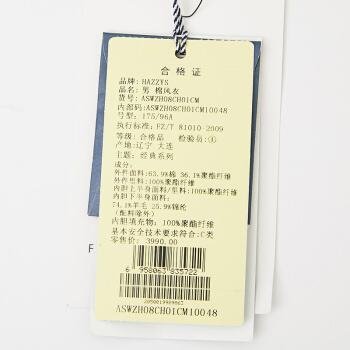 合格证
品牌: HAZZYS
品名: 男 棉风衣
货号: ASWZH08CH01CM
内部码: ASWZH08CH01CM10048
号型: 175/96A
执行标准: FZ/T 81010-2009
等级: 合格品 检验员: ①
产地: 辽宁 大连
主题: 经典系列
成分:
外件面料: 63.9%棉 36.1%聚酯纤维
外件里料: 100%聚酯纤维
内胆上半身面料/里料: 100%聚酯纤维
内胆下半身面料:
74.1%羊毛 25.9%锦纶
(配料除外)
内胆填充物: 100%聚酯纤维
基本安全技术要求符合: C类
零售价: 3990.00
6 958063 835722
2050019909863
ASWZH08CH01CM10048
F